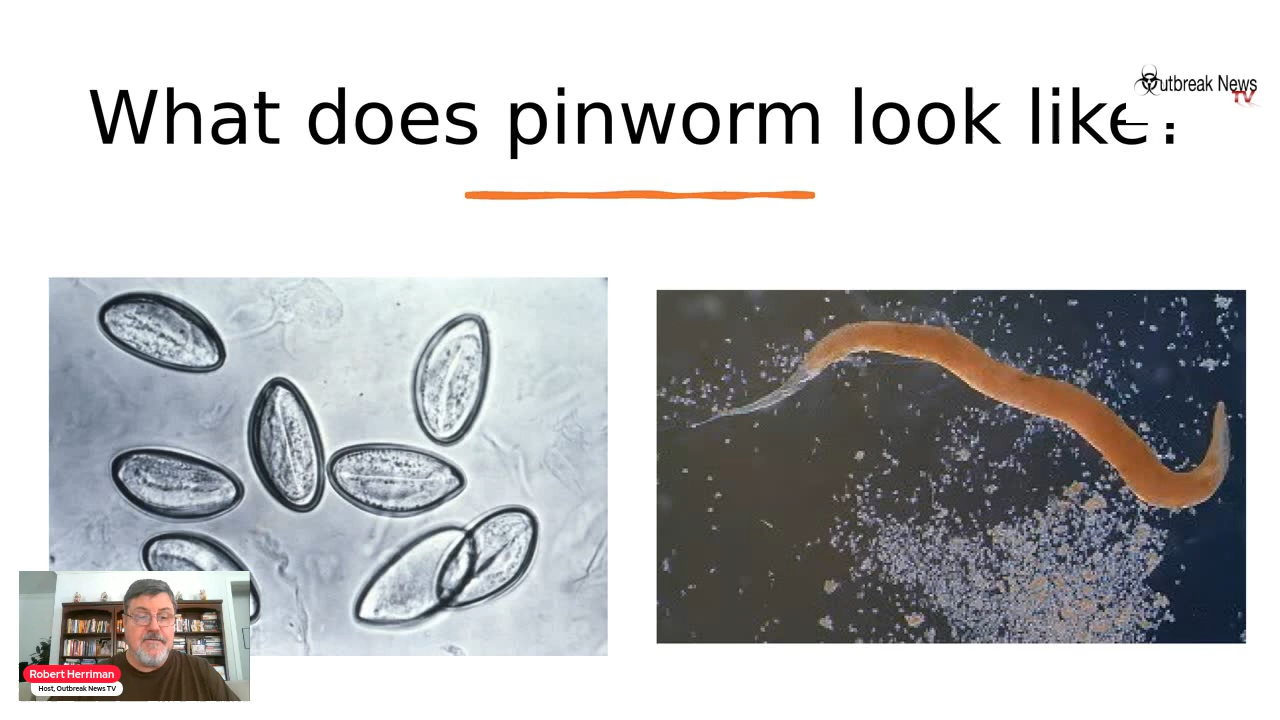 What does pinworm look like?
Outbreak News
TV
Robert Herriman
Host, Outbreak News TV